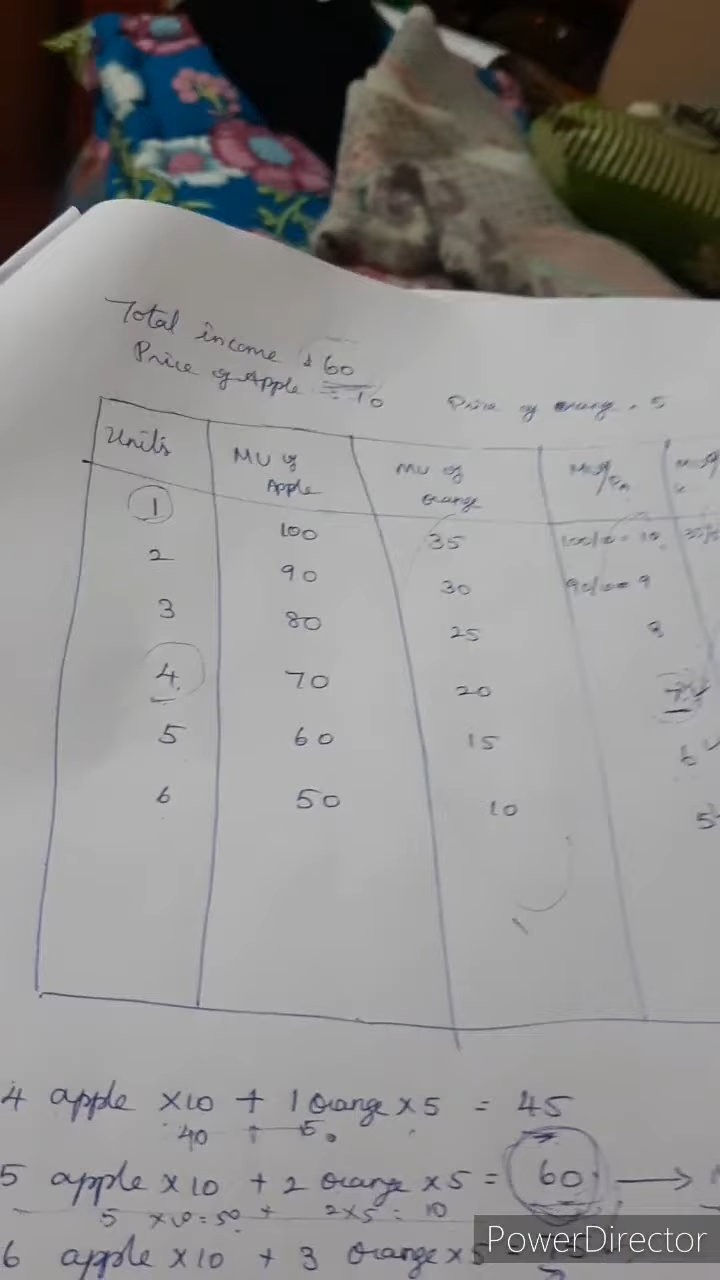 Total income $ 60
Price of Apple = 10
Price of orange = 5
Units
MU of Apple
MU of orange
1 100 35 100/10 = 10
2 90 30 90/10 = 9
3 80 25 8
4 70 20 7
5 60 15 6
6 50 10 5
4 apple x10 + 1 orange x 5 = 45
40 + 5
5 apple x 10 + 2 orange x 5 = 60
5 x 10 = 50 + 2x5 = 10
6 apple x 10 + 3 orange x 5
PowerDirector